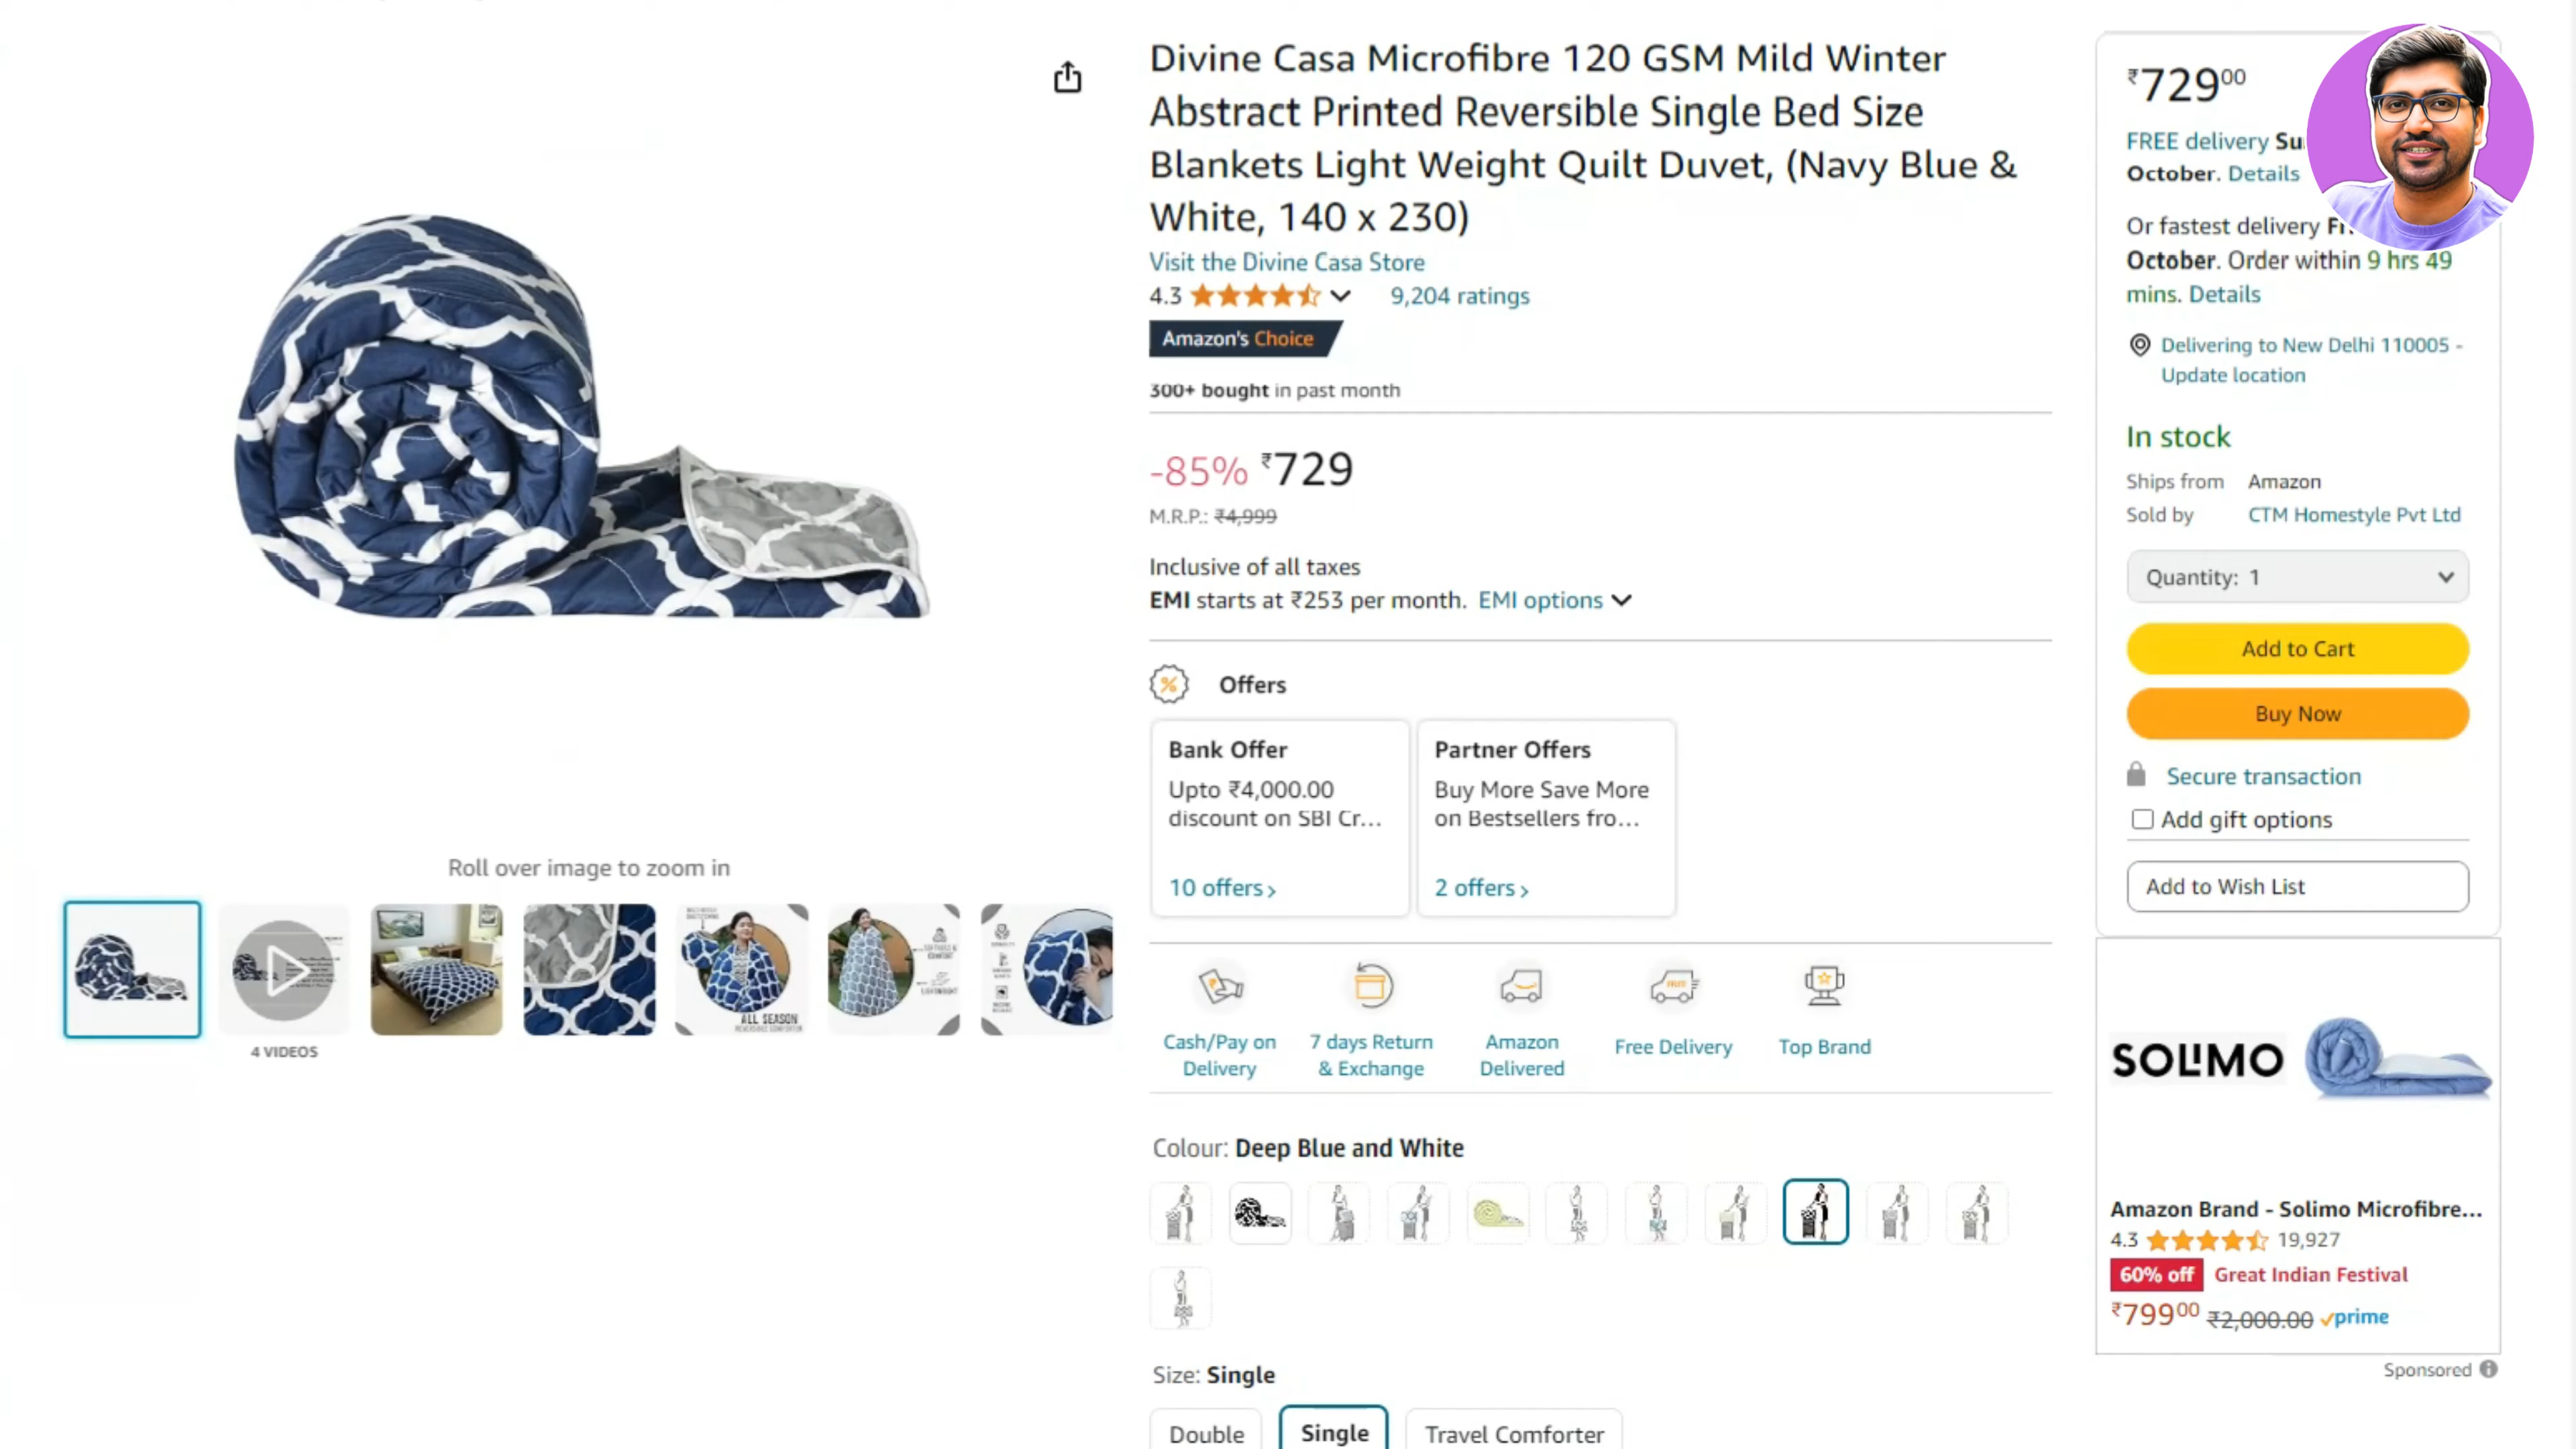 Divine Casa Microfibre 120 GSM Mild Winter
Abstract Printed Reversible Single Bed Size
Blankets Light Weight Quilt Duvet, (Navy Blue &
White, 140 x 230)
Visit the Divine Casa Store
4.3 9,204 ratings
Amazon's Choice
300+ bought in past month
-85% ₹729
M.R.P.: ₹4,999
Inclusive of all taxes
EMI starts at ₹253 per month. EMI options
Offers
Bank Offer
Upto ₹4,000.00
discount on SBI Cr...
10 offers >
Partner Offers
Buy More Save More
on Bestsellers fro...
2 offers >
Cash/Pay on
Delivery
7 days Return
& Exchange
Amazon
Delivered
Free Delivery
Top Brand
Colour: Deep Blue and White
Size: Single
Double
Single
Travel Comforter
Roll over image to zoom in
4 VIDEOS
ALL SEASON
₹72900
FREE delivery Su
October. Details
Or fastest delivery
October. Order within 9 hrs 49
mins. Details
Delivering to New Delhi 110005 -
Update location
In stock
Ships from Amazon
Sold by CTM Homestyle Pvt Ltd
Quantity: 1
Add to Cart
Buy Now
Secure transaction
Add gift options
Add to Wish List
SOLIMO
Amazon Brand - Solimo Microfibre...
4.3 19,927
60% off Great Indian Festival
₹79900 ₹2,000.00 prime
Sponsored